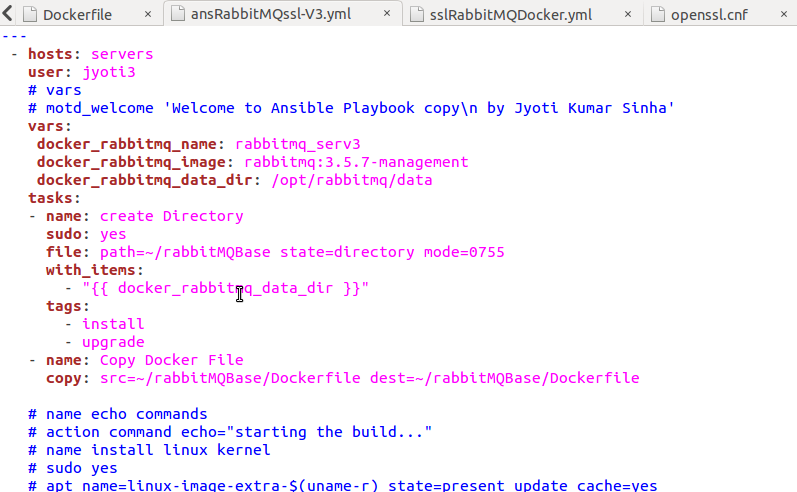 Dockerfile × ansRabbitMQssl-V3.yml × sslRabbitMQDocker.yml × openssl.cnf ×
---
- hosts: servers
user: jyoti3
# vars
# motd_welcome 'Welcome to Ansible Playbook copy\n by Jyoti Kumar Sinha'
vars:
docker_rabbitmq_name: rabbitmq_serv3
docker_rabbitmq_image: rabbitmq:3.5.7-management
docker_rabbitmq_data_dir: /opt/rabbitmq/data
tasks:
- name: create Directory
sudo: yes
file: path=~/rabbitMQBase state=directory mode=0755
with_items:
- "{{ docker_rabbitmq_data_dir }}"
tags:
- install
- upgrade
- name: Copy Docker File
copy: src=~/rabbitMQBase/Dockerfile dest=~/rabbitMQBase/Dockerfile
# name echo commands
# action command echo="starting the build..."
# name install linux kernel
# sudo yes
# apt name=linux-image-extra-$(uname-r) state=present update_cache=yes